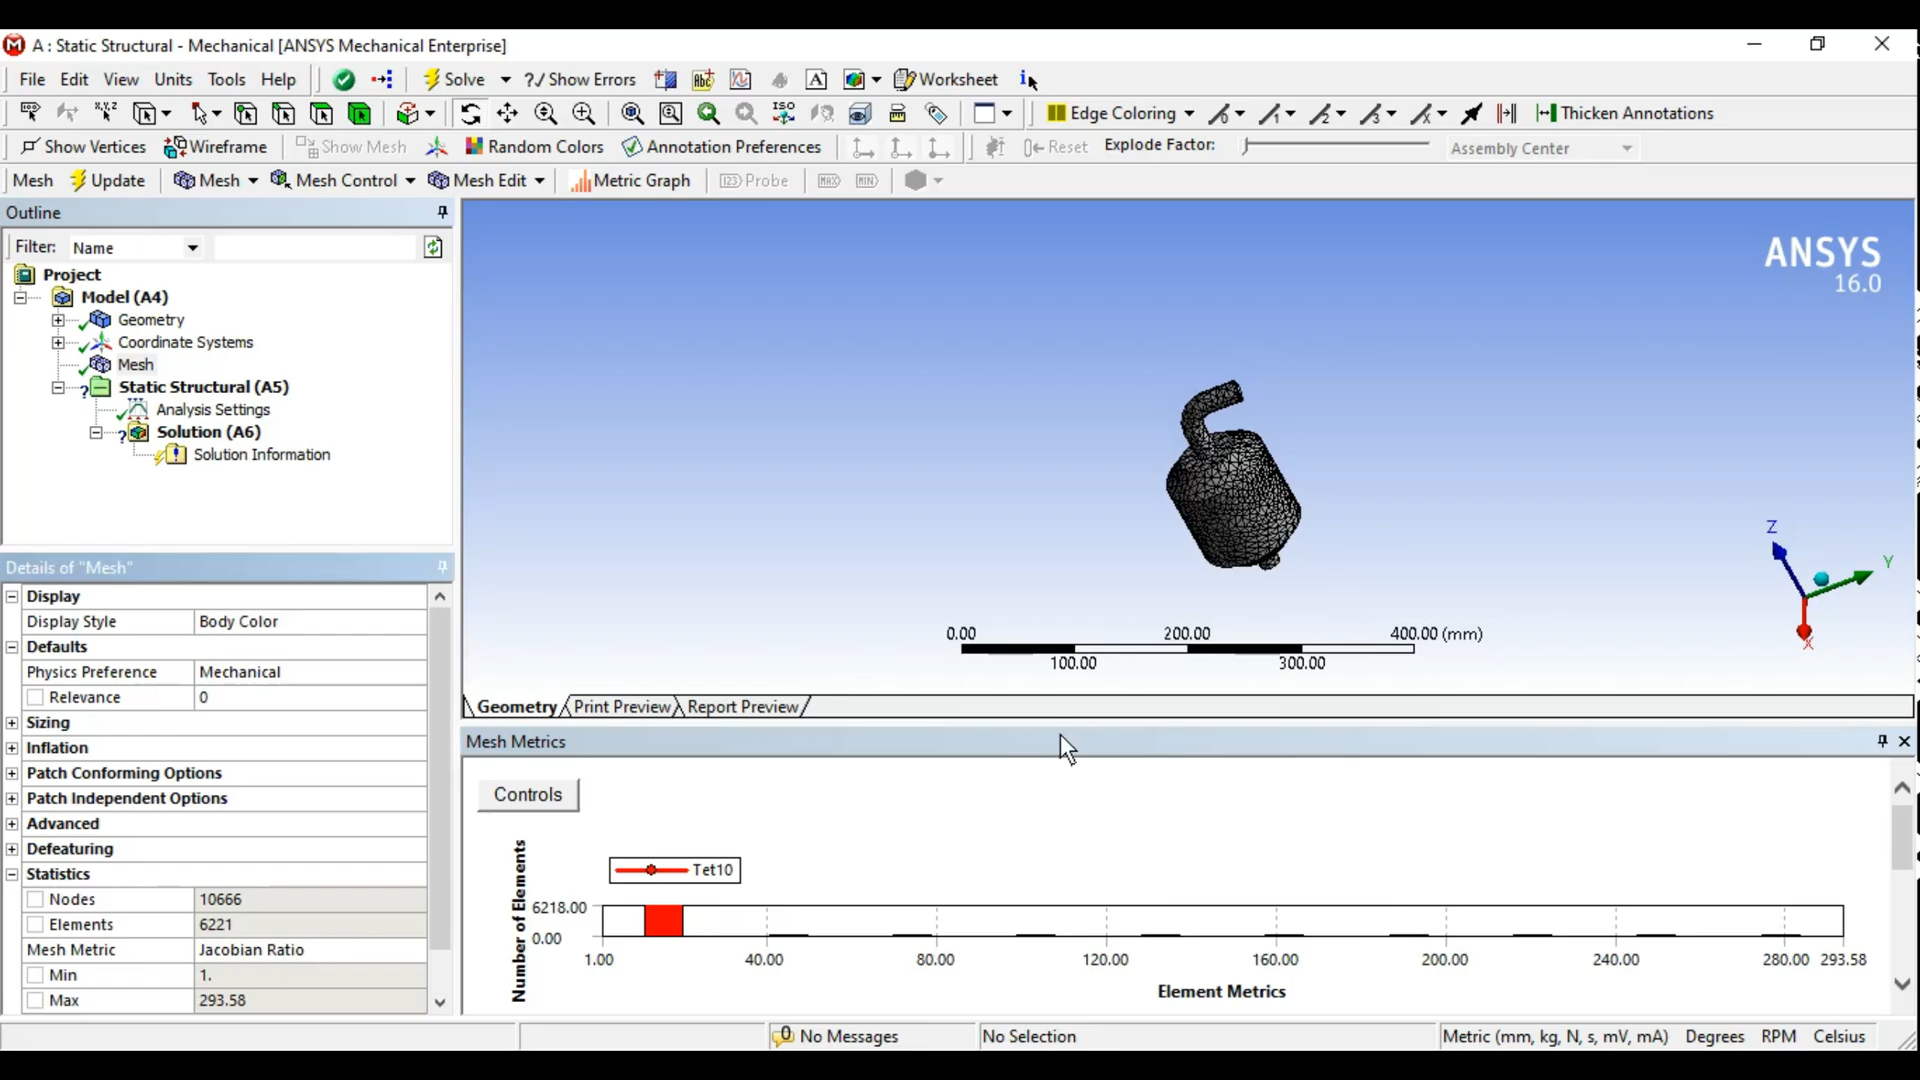 A : Static Structural - Mechanical [ANSYS Mechanical Enterprise]
File Edit View Units Tools Help Solve ?/ Show Errors Worksheet
Edge Coloring Thicken Annotations
Show Vertices Wireframe Show Mesh Random Colors Annotation Preferences Reset Explode Factor: Assembly Center
Mesh Update Mesh Mesh Control Mesh Edit Metric Graph Probe MAX MIN
Outline
Filter: Name
Project
Model (A4)
Geometry
Coordinate Systems
Mesh
Static Structural (A5)
Analysis Settings
Solution (A6)
Solution Information
Details of "Mesh"
Display
Display Style Body Color
Defaults
Physics Preference Mechanical
Relevance 0
Sizing
Inflation
Patch Conforming Options
Patch Independent Options
Advanced
Defeaturing
Statistics
Nodes 10666
Elements 6221
Mesh Metric Jacobian Ratio
Min 1.
Max 293.58
ANSYS
16.0
Z
Y
X
0.00 200.00 400.00 (mm)
100.00 300.00
Geometry Print Preview Report Preview
Mesh Metrics
Controls
Tet10
Number of Elements
6218.00
0.00
1.00 40.00 80.00 120.00 160.00 200.00 240.00 280.00 293.58
Element Metrics
0 No Messages No Selection Metric (mm, kg, N, s, mV, mA) Degrees RPM Celsius